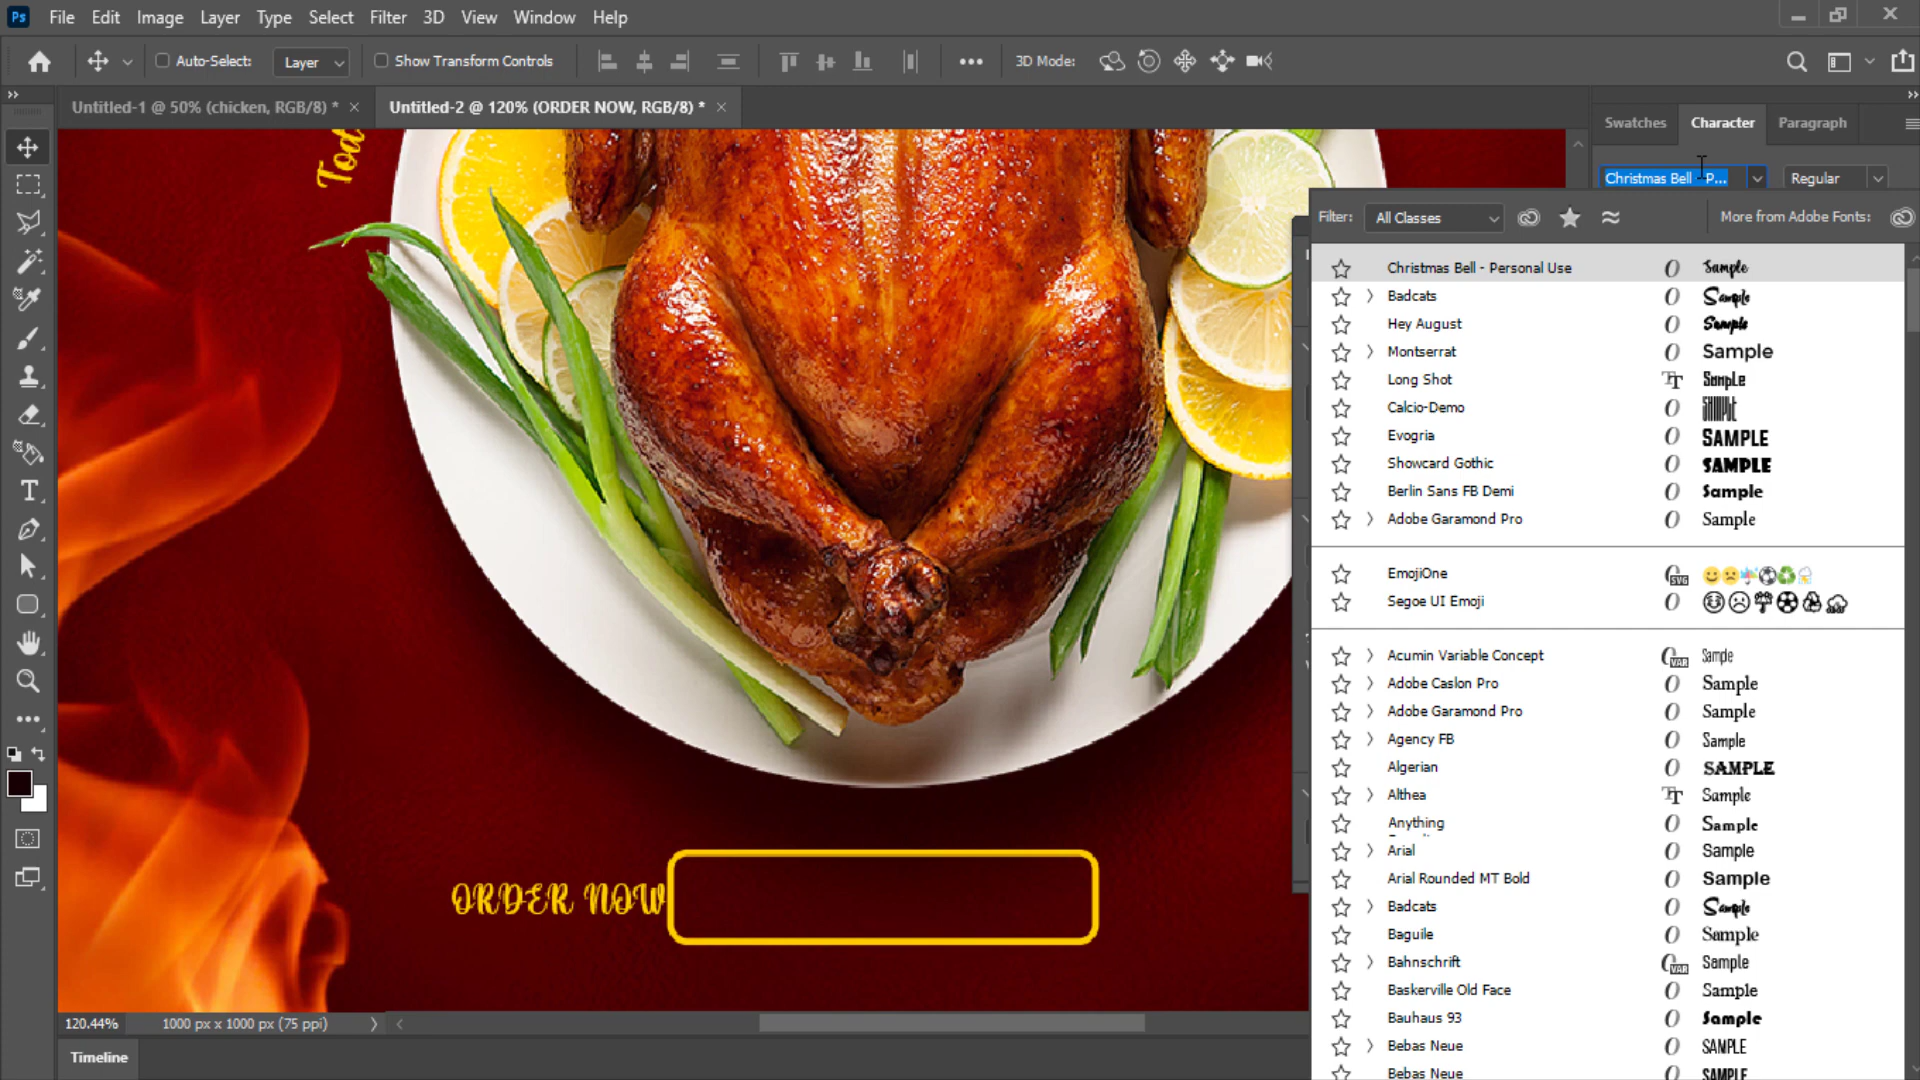 Ps File Edit Image Layer Type Select Filter 3D View Window Help
Auto-Select: Layer Show Transform Controls 3D Mode:
Untitled-1 @ 50% (chicken, RGB/8) * Untitled-2 @ 120% (ORDER NOW, RGB/8) *
Swatches Character Paragraph
Christmas Bell - P... Regular
Filter: All Classes More from Adobe Fonts:
Christmas Bell - Personal Use O Sample
Badcats O Sample
Hey August O Sample
Montserrat O Sample
Long Shot TT Sample
Calcio-Demo O SAMPLE
Evogria O SAMPLE
Showcard Gothic O SAMPLE
Berlin Sans FB Demi O Sample
Adobe Garamond Pro O Sample
EmojiOne SVG
Segoe UI Emoji O
Acumin Variable Concept VAR Sample
Adobe Caslon Pro O Sample
Adobe Garamond Pro O Sample
Agency FB O Sample
Algerian O SAMPLE
Althea TT Sample
Anything O Sample
Arial O Sample
Arial Rounded MT Bold O Sample
Badcats O Sample
Baguile O Sample
Bahnschrift VAR Sample
Baskerville Old Face O Sample
Bauhaus 93 O Sample
Bebas Neue O SAMPLE
Bebas Neue SAMPLE
ORDER NOW
120.44% 1000 px x 1000 px (75 ppi)
Timeline